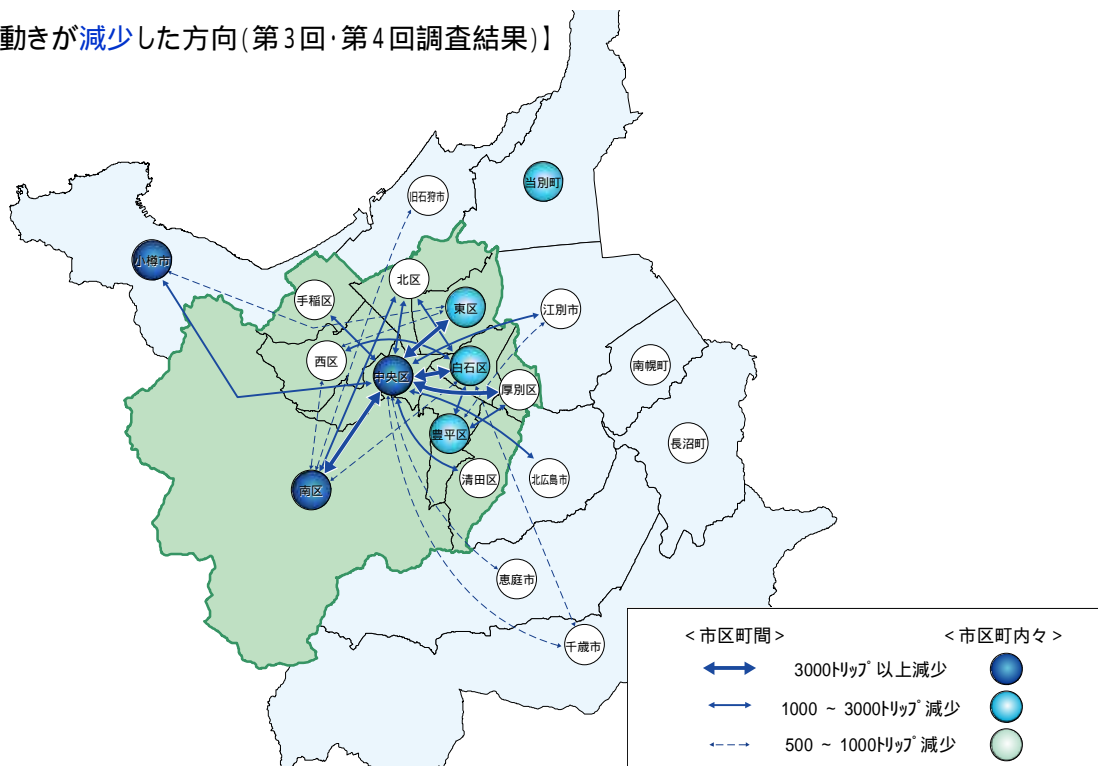 動きが減少した方向(第3回・第4回調査結果)】
当別町
旧石狩市
小樽市
北区
手稲区
東区
江別市
西区
白石区
南幌町
中央区
厚別区
豊平区
長沼町
清田区
北広島市
南区
恵庭市
千歳市
<市区町間> <市区町内々>
3000トリップ以上減少
1000 ~ 3000トリップ減少
500 ~ 1000トリップ減少